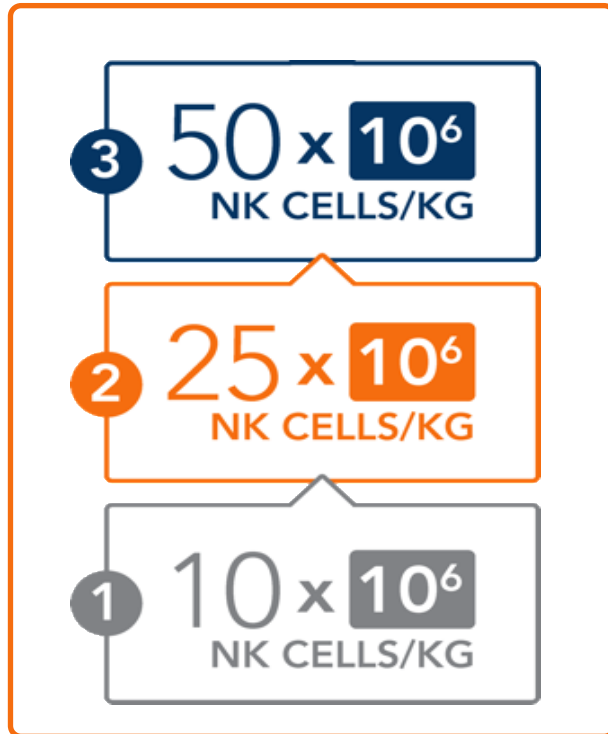 3
50 x 10⁶
NK CELLS/KG
2
25 x 10⁶
NK CELLS/KG
1
10 x 10⁶
NK CELLS/KG